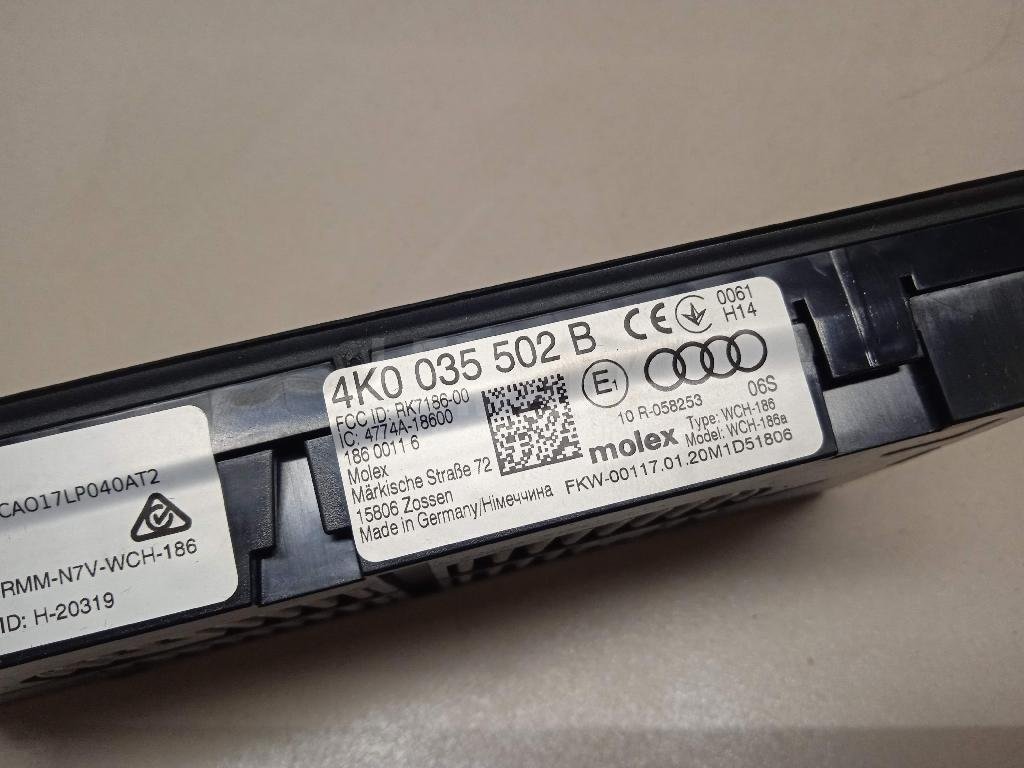 4K0 035 502 B CE 0061
H14
FCC ID: RK7186-00
IC: 4774A-18600
186 0011 6
Molex
Märkische Straße 72
15806 Zossen
Made in Germany/Німеччина
E1
10 R-058253
06S
molex
Type: WCH-186
Model: WCH-186a
FKW-00117.01.20M1D51806
CAO17LP040AT2
RMM-N7V-WCH-186
ID: H-20319